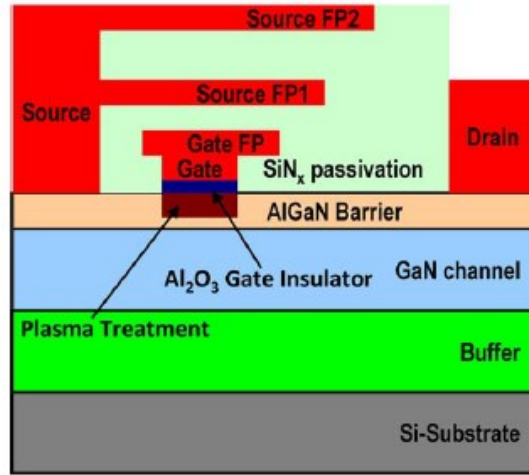 Source FP2
Source FP1
Source
Drain
Gate FP
Gate
SiNx passivation
AlGaN Barrier
Al2O3 Gate Insulator
GaN channel
Plasma Treatment
Buffer
Si-Substrate